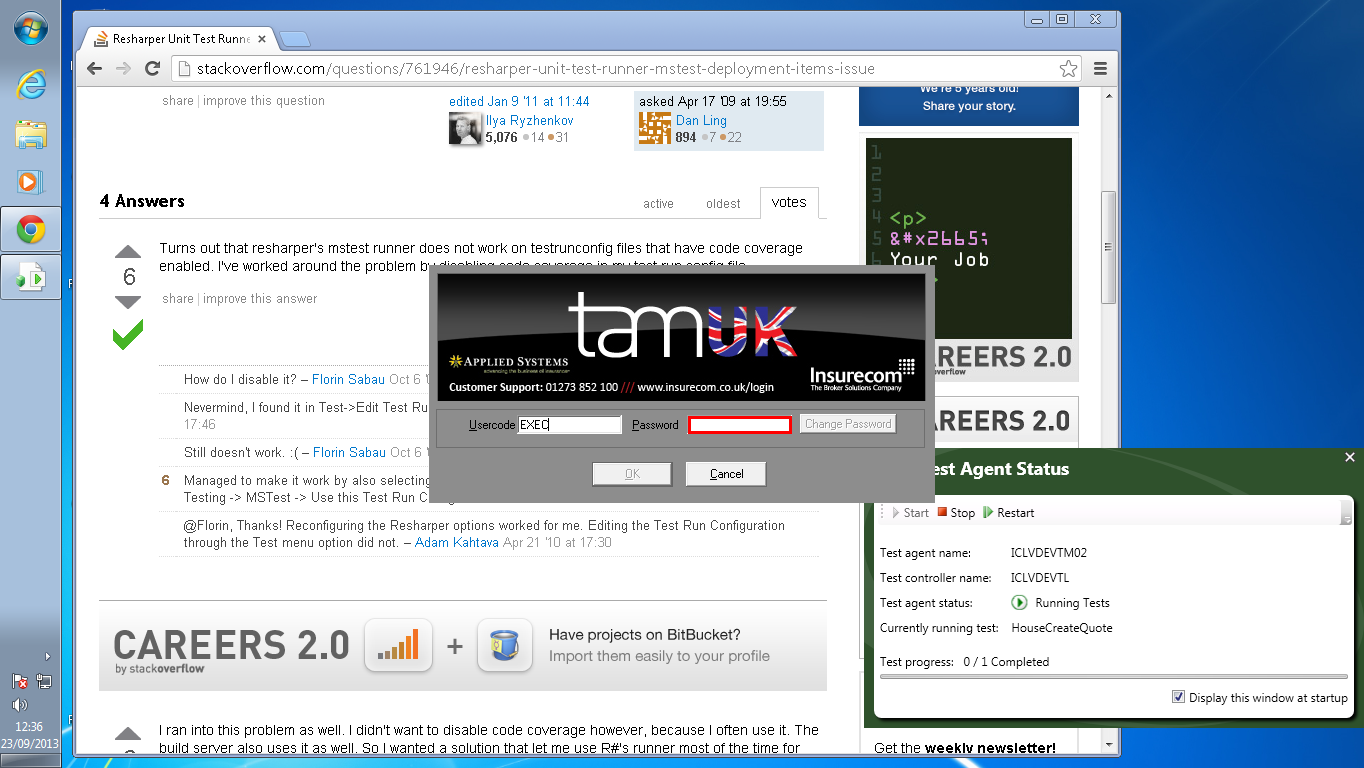 Resharper Unit Test Runne
stackoverflow.com/questions/761946/resharper-unit-test-runner-mstest-deployment-items-issue
share | improve this question
edited Jan 9 '11 at 11:44
Ilya Ryzhenkov
5,076 ●14 ●31
asked Apr 17 '09 at 19:55
Dan Ling
894 ●7 ●22
We're 5 years old!
Share your story.
1
2
3
4 <p>
5 &#x2665;
6 Your Job
EERS 2.0
overflow
4 Answers
active oldest votes
6
Turns out that resharper's mstest runner does not work on testrunconfig files that have code coverage
enabled. I've worked around the problem by disabling code coverage in my test run config file.
share | improve this answer
How do I disable it? – Florin Sabau Oct 6
Nevermind, I found it in Test->Edit Test Run
17:46
Still doesn't work. :( – Florin Sabau Oct 6
6 Managed to make it work by also selecting
Testing -> MSTest -> Use this Test Run
@Florin, Thanks! Reconfiguring the Resharper options worked for me. Editing the Test Run Configuration
through the Test menu option did not. – Adam Kahtava Apr 21 '10 at 17:30
tamUK
APPLIED SYSTEMS
advancing the business of insurance
Customer Support: 01273 852 100 /// www.insurecom.co.uk/login
Insurecom
The Broker Solutions Company
Usercode EXEC Password Change Password
OK Cancel
EERS 2.0
est Agent Status
Start Stop Restart
Test agent name: ICLVDEVTM02
Test controller name: ICLVDEVTL
Test agent status: Running Tests
Currently running test: HouseCreateQuote
Test progress: 0 / 1 Completed
Display this window at startup
Get the weekly newsletter!
CAREERS 2.0
by stackoverflow
+
Have projects on BitBucket?
Import them easily to your profile
I ran into this problem as well. I didn't want to disable code coverage however, because I often use it. The
build server also uses it as well. So I wanted a solution that let me use R#'s runner most of the time for
12:36
23/09/2013